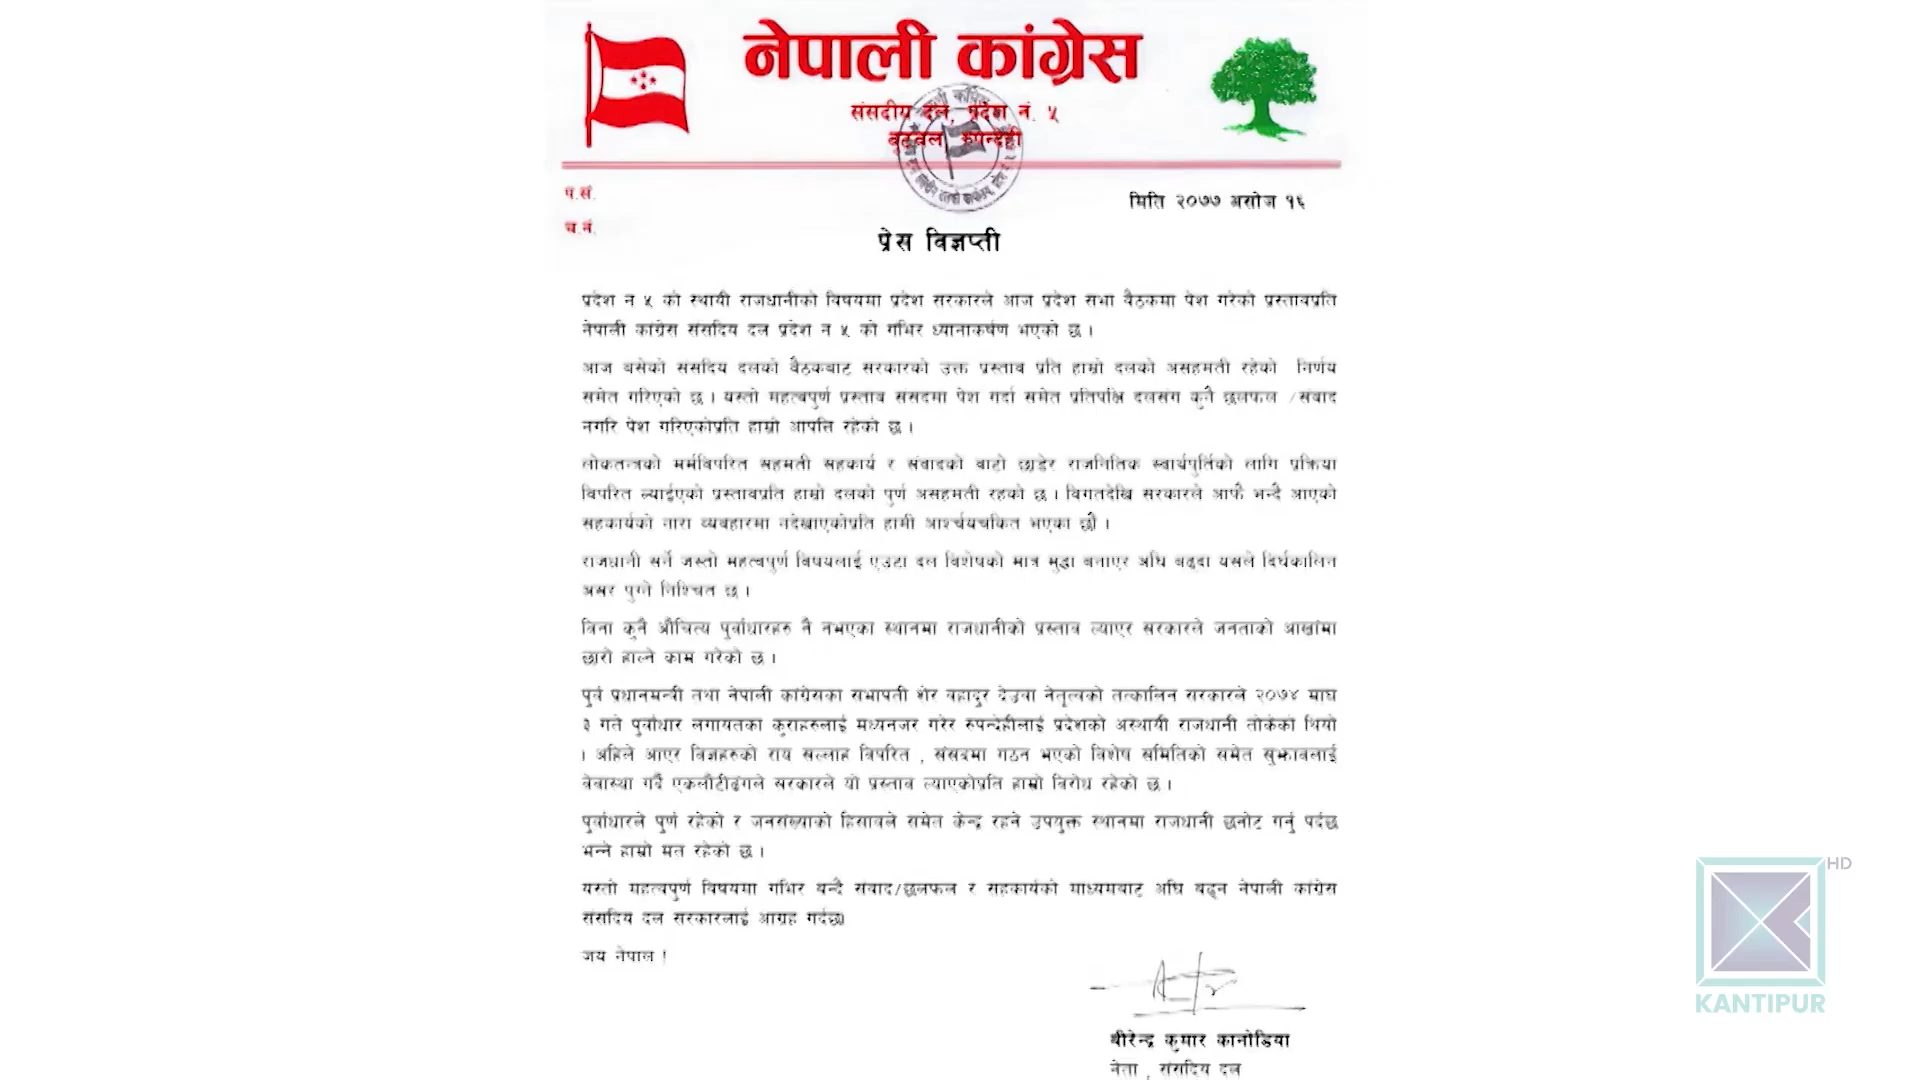 नेपाली कांग्रेस
संसदीय दल, प्रदेश नं. ५
बुटवल रुपन्देही
प.सं.
मिति २०७७ असोज १६
च.नं.
प्रेस विज्ञप्ती
प्रदेश न ५ को स्थायी राजधानीको विषयमा प्रदेश सरकारले आज प्रदेश सभा वैठकमा पेश गरेको प्रस्तावप्रति
नेपाली कांग्रेस संसदिय दल प्रदेश न ५ को गभिर ध्यानाकर्षण भएको छ ।
आज बसेको संसदिय दलको वैठकबाट सरकारको उक्त प्रस्ताव प्रति हाम्रो दलको असहमती रहेको निर्णय
समेत गरिएको छ । यस्तो महत्वपुर्ण प्रस्ताव संसदमा पेश गर्दा समेत प्रतिपक्षि दलसंग कुनै छलफल /संवाद
नगरि पेश गरिएकोप्रति हाम्रो आपत्ति रहेको छ ।
लोकतन्त्रको मर्मविपरित सहमती सहकार्य र संवादको बाटो छाडेर राजनितिक स्वार्थपुर्तिको लागि प्रक्रिया
विपरित ल्याईएको प्रस्तावप्रति हाम्रो दलको पुर्ण असहमती रहको छ । विगतदेखि सरकारले आफै भन्दै आएको
सहकार्यको नारा व्यवहारमा नदेखाएकोप्रति हामी आश्र्चयचकित भएका छौं ।
राजधानी सर्ने जस्तो महत्वपुर्ण विषयलाई एउटा दल विशेषको मात्र मुद्धा बनाएर अघि बढ्दा यसले दिर्घकालिन
असर पुग्ने निश्चित छ ।
विना कुनै औचित्य पुर्वाधारहरु नै नभएका स्थानमा राजधानीको प्रस्ताव ल्याएर सरकारले जनताको आखांमा
छारो हाल्ने काम गरेको छ ।
पुर्व प्रधानमन्त्री तथा नेपाली कांग्रेसका सभापती शेर वहादुर देउवा नेतृत्वको तत्कालिन सरकारले २०७४ माघ
३ गते पुर्वाधार लगायतका कुराहरुलाई मध्यनजर गरेर रुपन्देहीलाई प्रदेशको अस्थायी राजधानी तोकेको थियो
। अहिले आएर विज्ञहरुको राय सल्लाह विपरित , संसदमा गठन भएको विशेष समितिको समेत सुझावलाई
वेवास्था गर्दै एकलौटीढंगले सरकारले यो प्रस्ताव ल्याएकोप्रति हाम्रो विरोध रहेको छ ।
पुर्वाधारले पुर्ण रहेको र जनसंख्याको हिसावले समेत केन्द्र रहने उपयुक्त स्थानमा राजधानी छनोट गर्नु पर्दछ
भन्ने हाम्रो मत रहेको छ ।
यस्तो महत्वपुर्ण विषयमा गभिर बन्दै संवाद/छलफल र सहकार्यको माध्यमबाट अघि बढ्न नेपाली कांग्रेस
संसदिय दल सरकारलाई आग्रह गर्दछ।
जय नेपाल !
बीरेन्द्र कुमार कानोडिया
नेता , संसदिय दल
HD
KANTIPUR